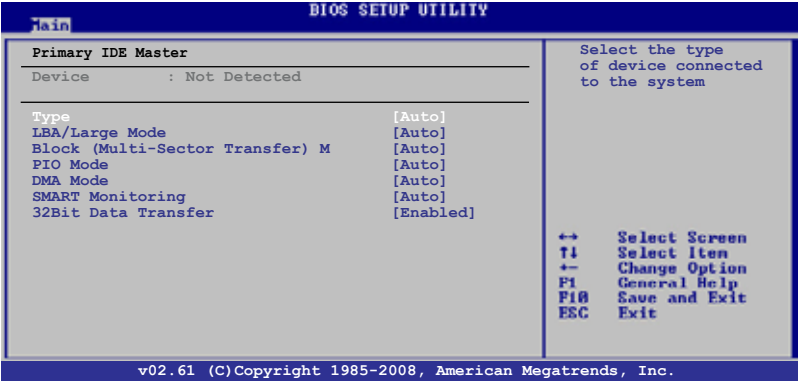 BIOS SETUP UTILITY
Main
Primary IDE Master
Device : Not Detected
Type [Auto]
LBA/Large Mode [Auto]
Block (Multi-Sector Transfer) M [Auto]
PIO Mode [Auto]
DMA Mode [Auto]
SMART Monitoring [Auto]
32Bit Data Transfer [Enabled]
Select the type
of device connected
to the system
↔ Select Screen
↑↓ Select Item
+- Change Option
F1 General Help
F10 Save and Exit
ESC Exit
v02.61 (C)Copyright 1985-2008, American Megatrends, Inc.